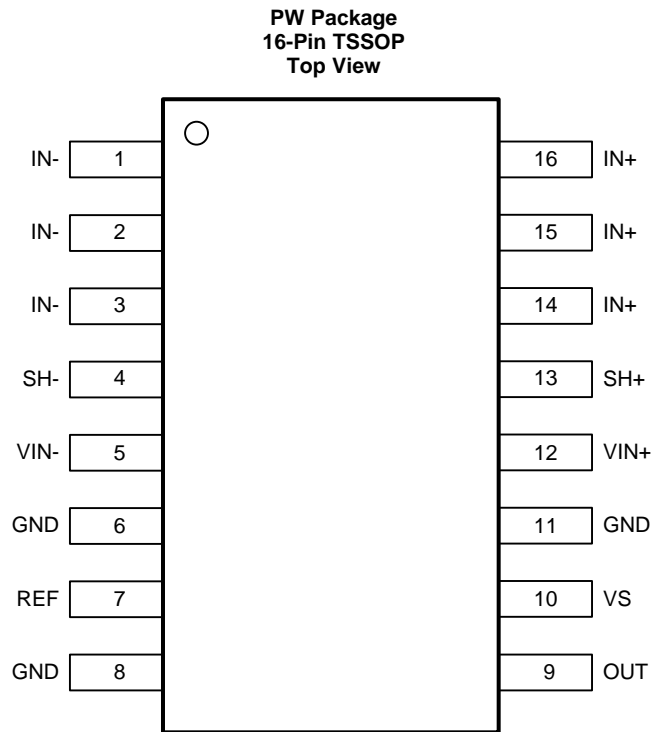 PW Package
16-Pin TSSOP
Top View
IN- 1 16 IN+
IN- 2 15 IN+
IN- 3 14 IN+
SH- 4 13 SH+
VIN- 5 12 VIN+
GND 6 11 GND
REF 7 10 VS
GND 8 9 OUT